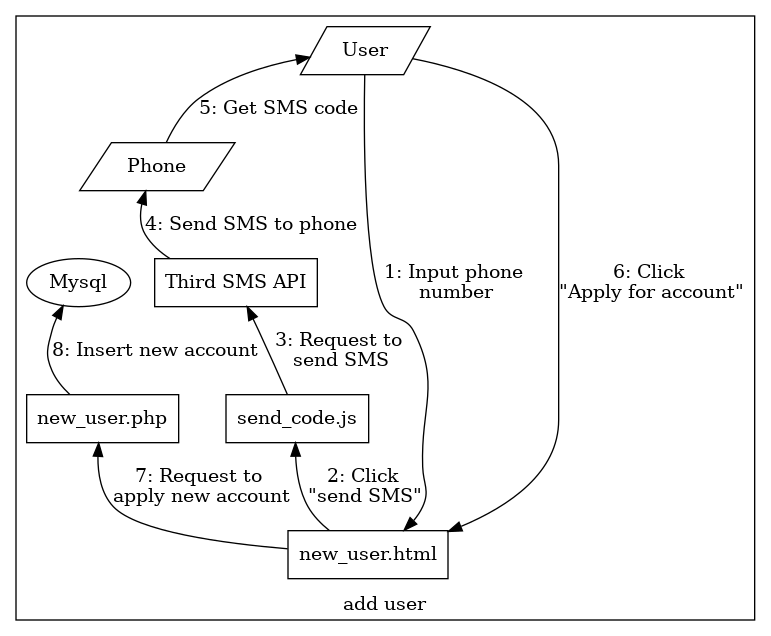 User
5: Get SMS code
Phone
4: Send SMS to phone
1: Input phone
number
6: Click
"Apply for account"
Mysql
Third SMS API
8: Insert new account
3: Request to
send SMS
new_user.php
send_code.js
7: Request to
apply new account
2: Click
"send SMS"
new_user.html
add user